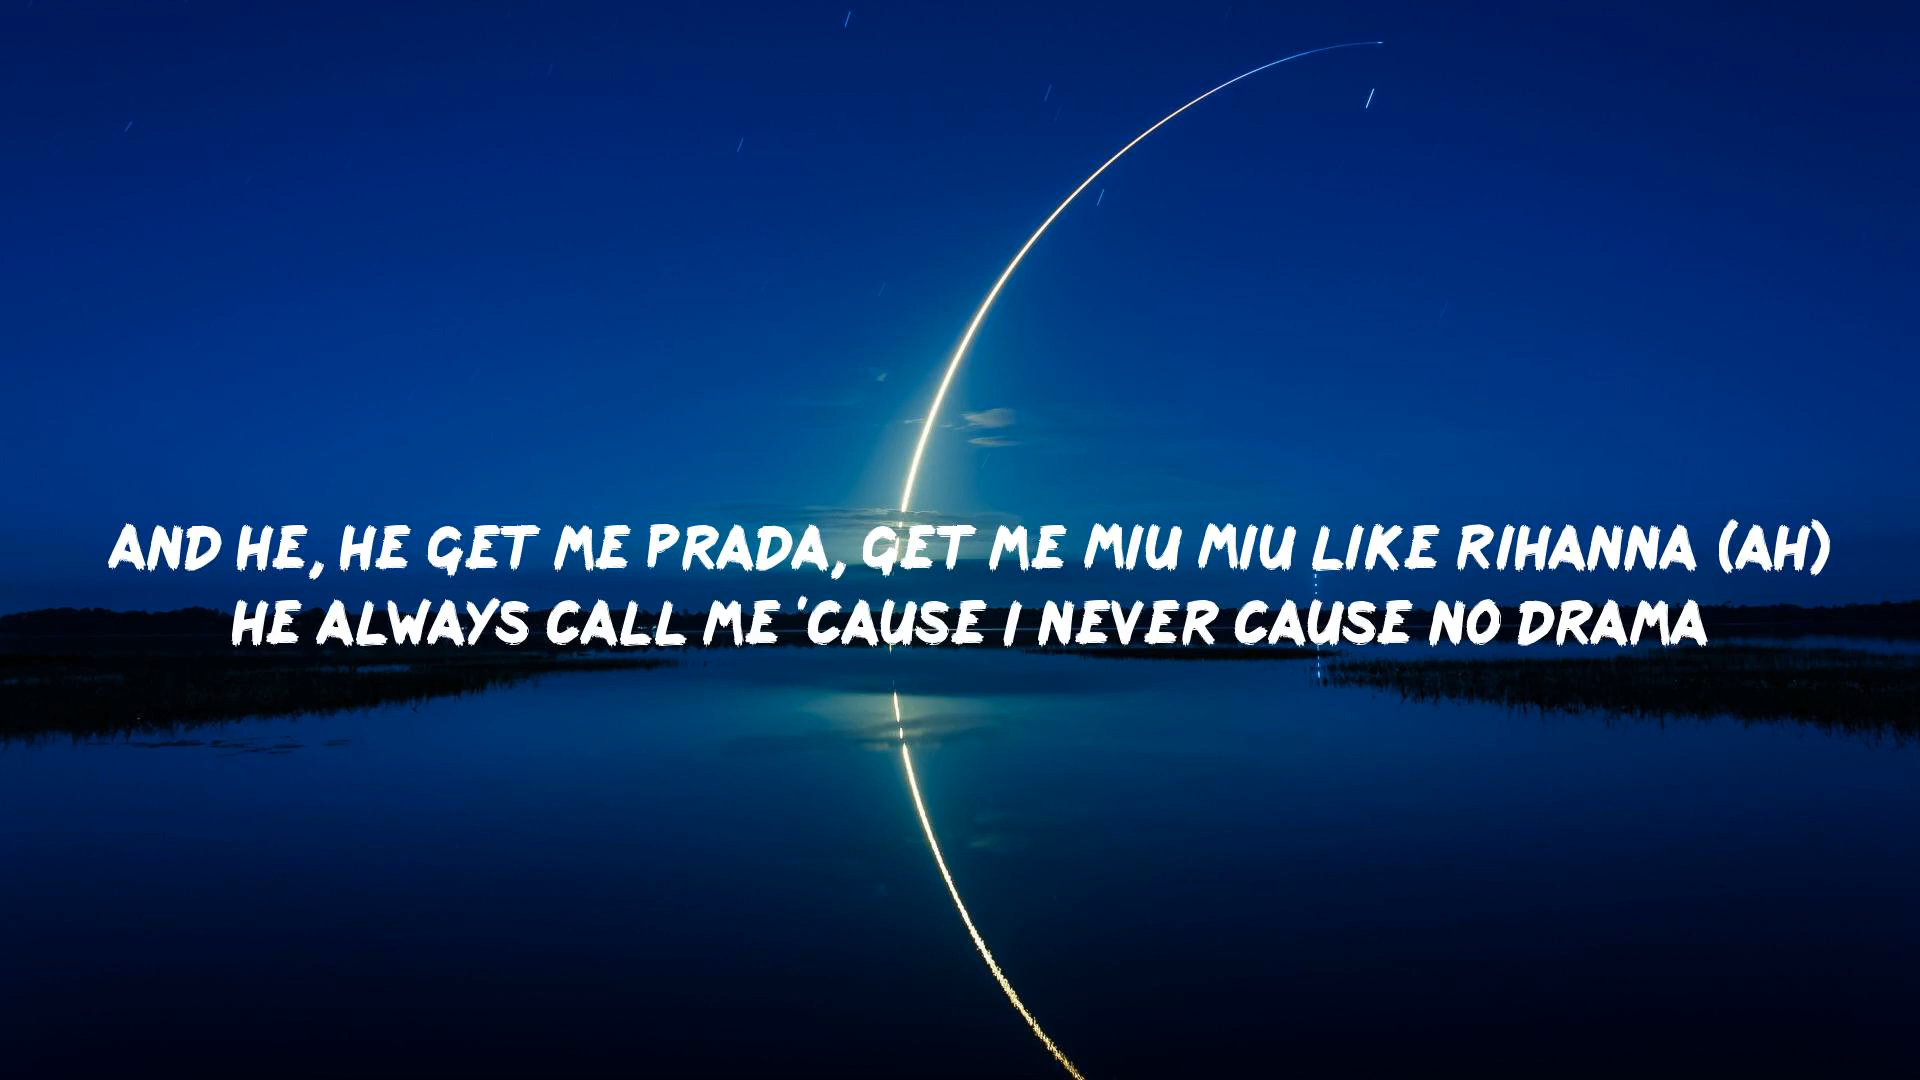 AND HE, HE GET ME PRADA, GET ME MIU MIU LIKE RIHANNA (AH)
HE ALWAYS CALL ME 'CAUSE I NEVER CAUSE NO DRAMA